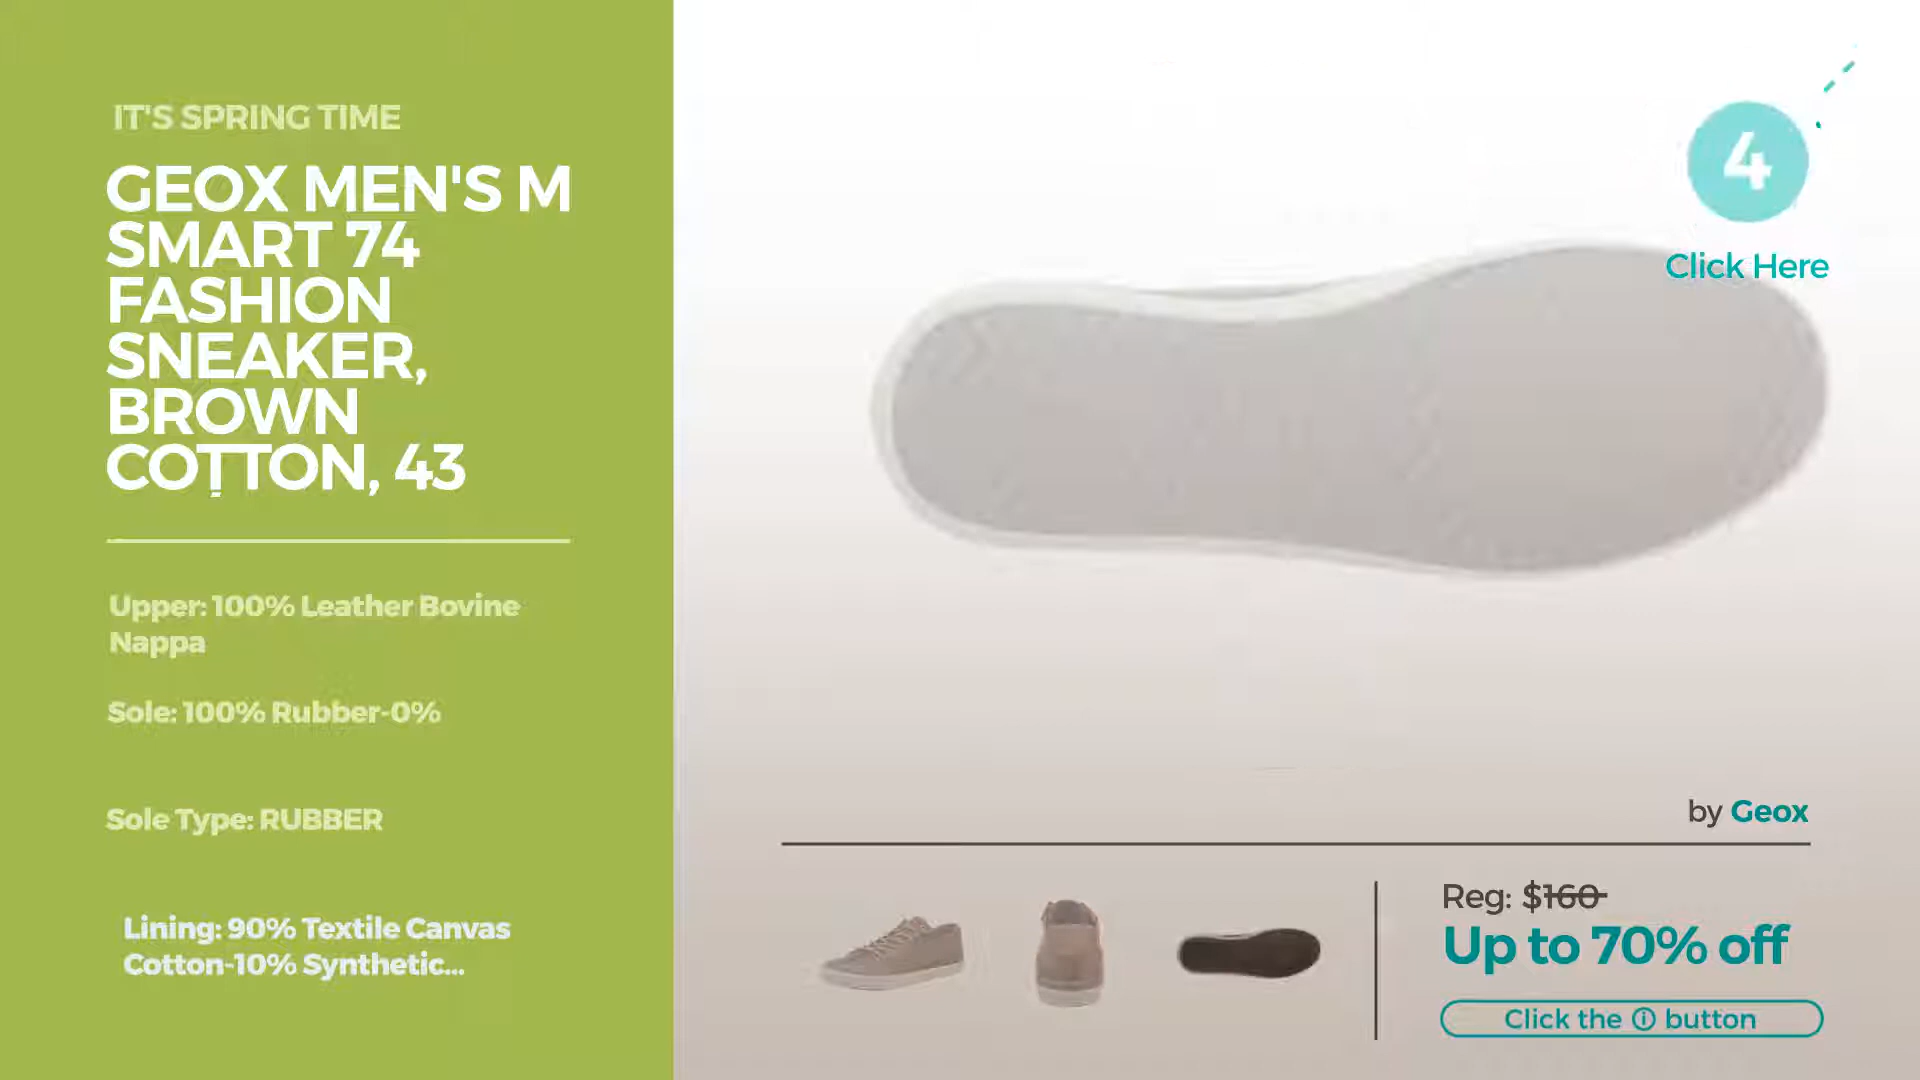 IT'S SPRING TIME
GEOX MEN'S M
SMART 74
FASHION
SNEAKER,
BROWN
COTTON, 43
Upper: 100% Leather Bovine
Nappa
Sole: 100% Rubber-0%
Sole Type: RUBBER
Lining: 90% Textile Canvas
Cotton-10% Synthetic...
4
Click Here
by Geox
Reg: $160
Up to 70% off
Click the ⓘ button